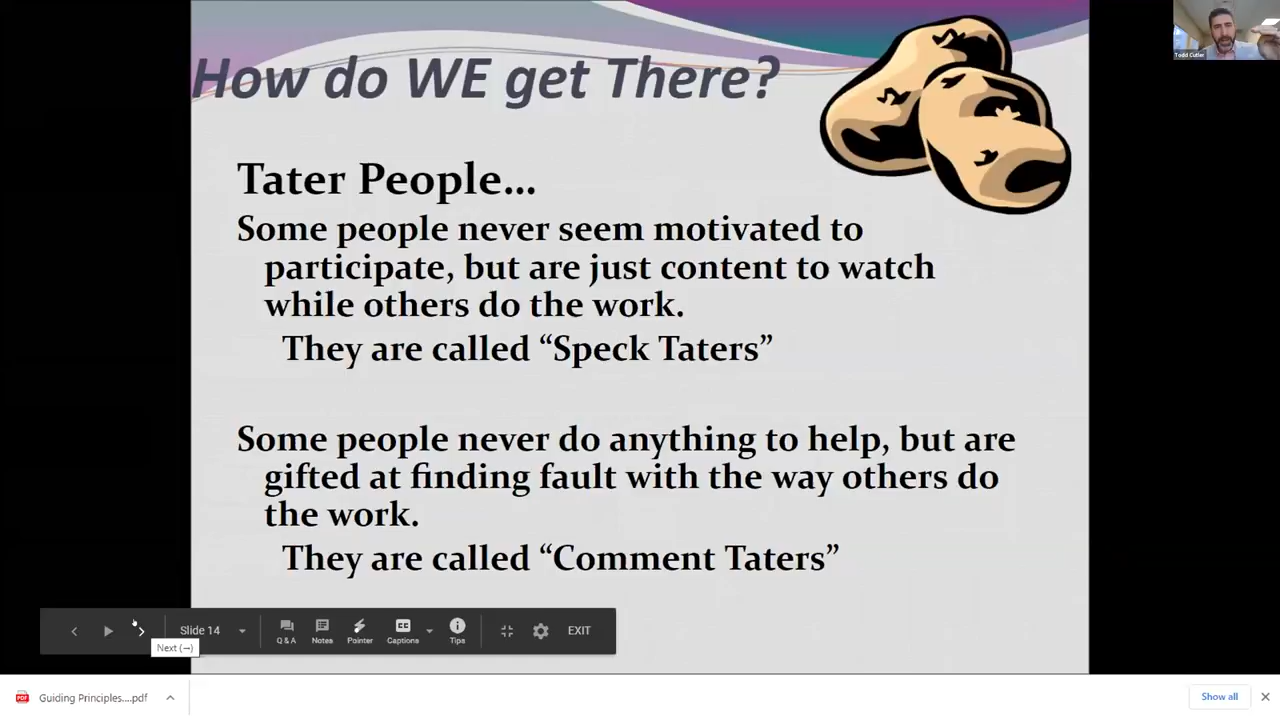 How do WE get There?
Todd Cutler
Tater People...
Some people never seem motivated to
participate, but are just content to watch
while others do the work.
They are called “Speck Taters”
Some people never do anything to help, but are
gifted at finding fault with the way others do
the work.
They are called “Comment Taters”
Slide 14
Q & A
Notes
Pointer
CC
Captions
Tips
EXIT
Next (→)
PDF
Guiding Principles....pdf
Show all